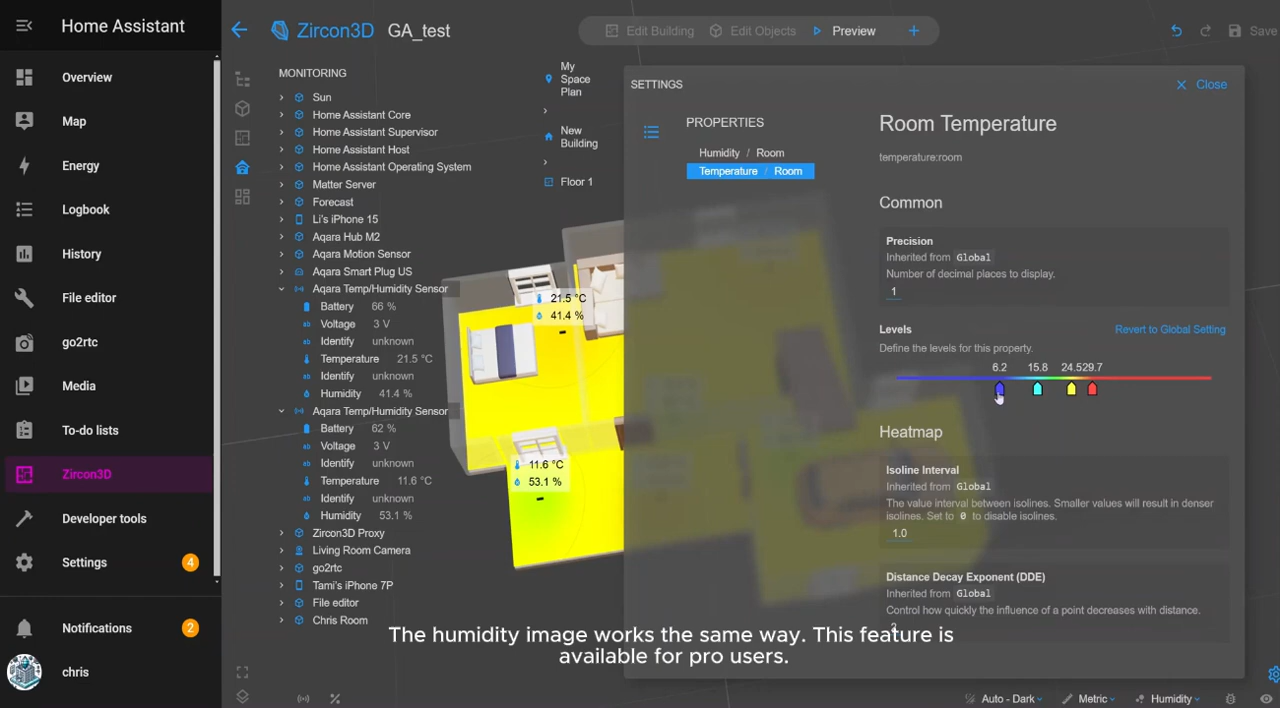 Home Assistant
Overview
Map
Energy
Logbook
History
File editor
go2rtc
Media
To-do lists
Zircon3D
Developer tools
Settings 4
Notifications 2
chris
Zircon3D GA_test
Edit Building Edit Objects Preview
Save
MONITORING
Sun
Home Assistant Core
Home Assistant Supervisor
Home Assistant Host
Home Assistant Operating System
Matter Server
Forecast
Li's iPhone 15
Aqara Hub M2
Aqara Motion Sensor
Aqara Smart Plug US
Aqara Temp/Humidity Sensor
Battery 66 %
Voltage 3 V
Identify unknown
Temperature 21.5 °C
Identify unknown
Humidity 41.4 %
Aqara Temp/Humidity Sensor
Battery 62 %
Voltage 3 V
Identify unknown
Temperature 11.6 °C
Identify unknown
Humidity 53.1 %
Zircon3D Proxy
Living Room Camera
go2rtc
Tami's iPhone 7P
File editor
Chris Room
My
Space
Plan
New
Building
Floor 1
21.5 °C
41.4 %
11.6 °C
53.1 %
SETTINGS
Close
PROPERTIES
Humidity / Room
Temperature / Room
Room Temperature
temperature:room
Common
Precision
Inherited from Global
Number of decimal places to display.
1
Levels Revert to Global Setting
Define the levels for this property.
6.2 15.8 24.5 29.7
Heatmap
Isoline Interval
Inherited from Global
The value interval between isolines. Smaller values will result in denser
isolines. Set to 0 to disable isolines.
1.0
Distance Decay Exponent (DDE)
Inherited from Global
Control how quickly the influence of a point decreases with distance.
The humidity image works the same way. This feature is
available for pro users.
Auto - Dark Metric Humidity